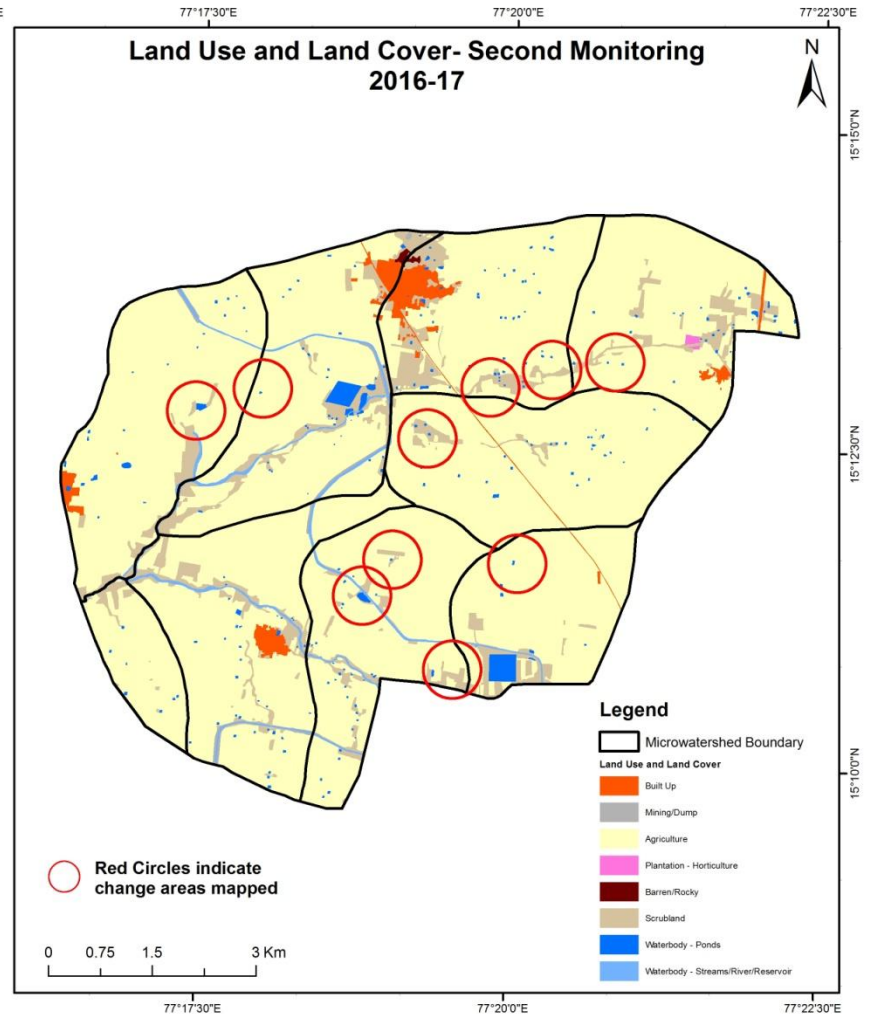 E
77°17'30"E
77°20'0"E
77°22'30"E
Land Use and Land Cover- Second Monitoring
2016-17
N
15°15'0"N
15°12'30"N
15°10'0"N
Legend
Microwatershed Boundary
Land Use and Land Cover
Built Up
Mining/Dump
Agriculture
Plantation - Horticulture
Barren/Rocky
Scrubland
Waterbody - Ponds
Waterbody - Streams/River/Reservoir
Red Circles indicate
change areas mapped
0 0.75 1.5 3 Km
77°17'30"E
77°20'0"E
77°22'30"E